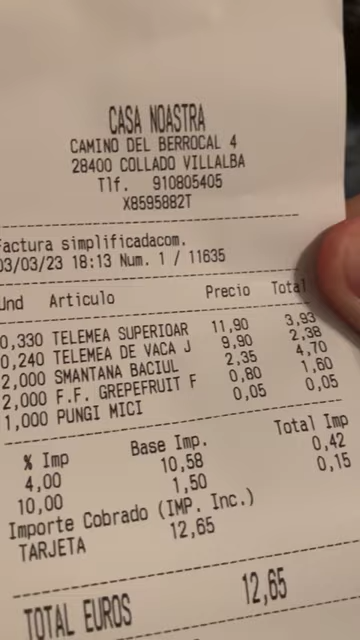 CASA NOASTRA
CAMINO DEL BERROCAL 4
28400 COLLADO VILLALBA
Tlf. 910805405
X8595882T
Factura simplificadacom.
03/03/23 18:13 Num. 1 / 11635
Und Articulo Precio Total
0,330 TELEMEA SUPERIOAR 11,90 3,93
0,240 TELEMEA DE VACA J 9,90 2,38
2,000 SMANTANA BACIUL 2,35 4,70
2,000 F.F. GREPEFRUIT F 0,80 1,60
1,000 PUNGI MICI 0,05 0,05
% Imp Base Imp. Total Imp
4,00 10,58 0,42
10,00 1,50 0,15
Importe Cobrado (IMP. Inc.)
TARJETA 12,65
TOTAL EUROS 12,65